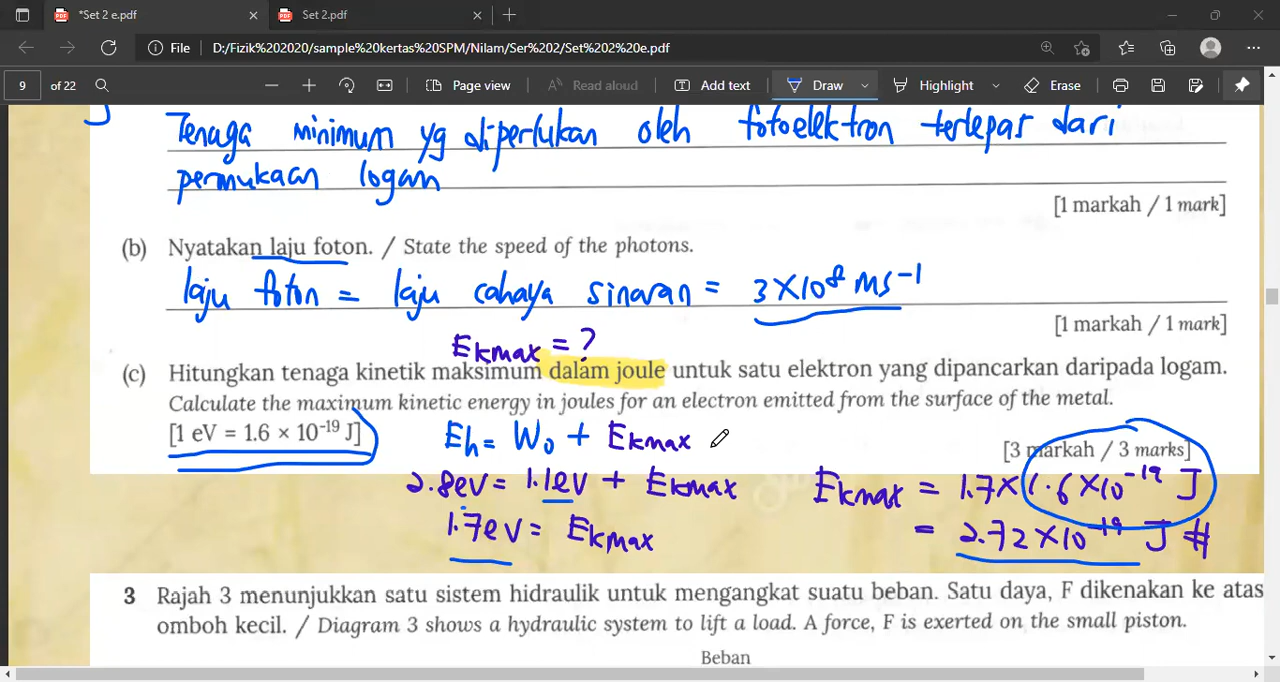 *Set 2 e.pdf
Set 2.pdf
File D:/Fizik%202020/sample%20kertas%20SPM/Nilam/Ser%202/Set%202%20e.pdf
9 of 22 Page view Read aloud Add text Draw Highlight Erase
Tenaga minimum yg diperlukan oleh fotoelektron terlepas dari
permukaan logam
[1 markah / 1 mark]
(b) Nyatakan laju foton. / State the speed of the photons.
laju foton = laju cahaya sinaran = 3×10⁸ ms⁻¹
[1 markah / 1 mark]
Ekmax = ?
(c) Hitungkan tenaga kinetik maksimum dalam joule untuk satu elektron yang dipancarkan daripada logam.
Calculate the maximum kinetic energy in joules for an electron emitted from the surface of the metal.
[1 eV = 1.6 × 10⁻¹⁹ J]
Eh = W₀ + Ekmax
[3 markah / 3 marks]
2.8eV = 1.1eV + Ekmax
Ekmax = 1.7×1.6×10⁻¹⁹ J
1.7eV = Ekmax
= 2.72×10⁻¹⁹ J #
3 Rajah 3 menunjukkan satu sistem hidraulik untuk mengangkat suatu beban. Satu daya, F dikenakan ke atas
omboh kecil. / Diagram 3 shows a hydraulic system to lift a load. A force, F is exerted on the small piston.
Beban